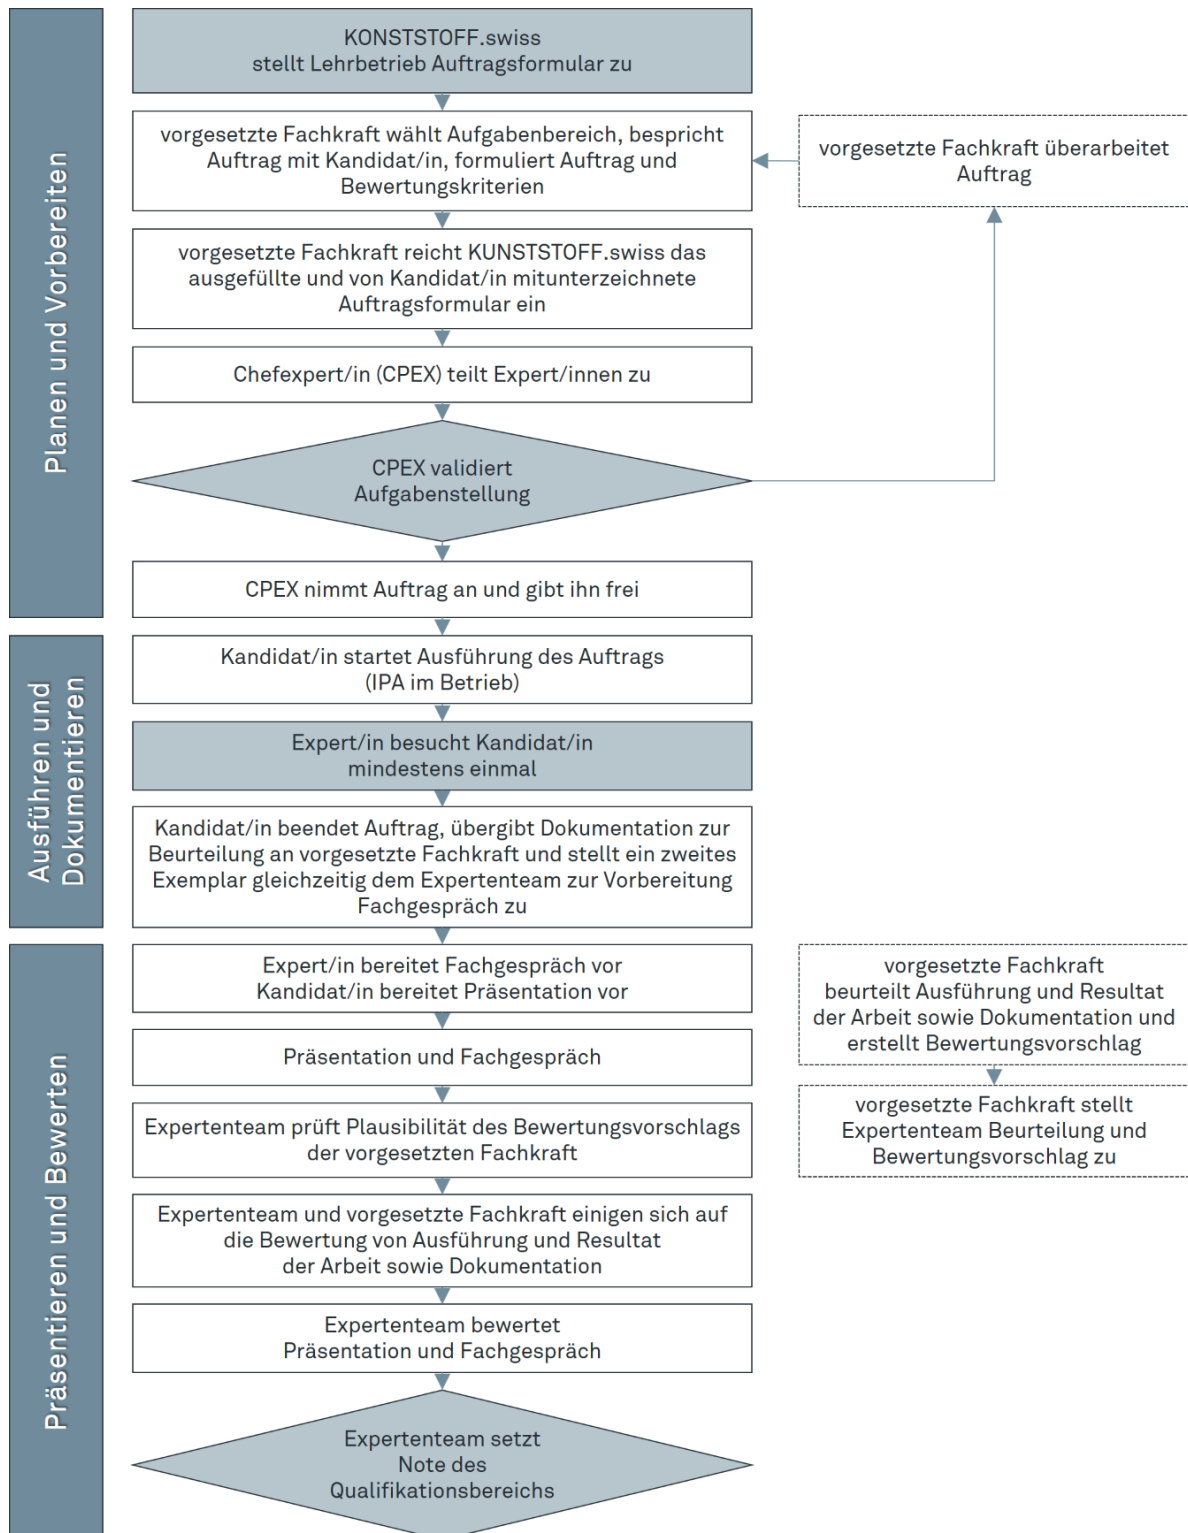 Planen und Vorbereiten
KONSTSTOFF.swiss
stellt Lehrbetrieb Auftragsformular zu
vorgesetzte Fachkraft wählt Aufgabenbereich, bespricht
Auftrag mit Kandidat/in, formuliert Auftrag und
Bewertungskriterien
vorgesetzte Fachkraft überarbeitet
Auftrag
vorgesetzte Fachkraft reicht KUNSTSTOFF.swiss das
ausgefüllte und von Kandidat/in mitunterzeichnete
Auftragsformular ein
Chefexpert/in (CPEX) teilt Expert/innen zu
CPEX validiert
Aufgabenstellung
CPEX nimmt Auftrag an und gibt ihn frei
Ausführen und
Dokumentieren
Kandidat/in startet Ausführung des Auftrags
(IPA im Betrieb)
Expert/in besucht Kandidat/in
mindestens einmal
Kandidat/in beendet Auftrag, übergibt Dokumentation zur
Beurteilung an vorgesetzte Fachkraft und stellt ein zweites
Exemplar gleichzeitig dem Expertenteam zur Vorbereitung
Fachgespräch zu
Präsentieren und Bewerten
Expert/in bereitet Fachgespräch vor
Kandidat/in bereitet Präsentation vor
vorgesetzte Fachkraft
beurteilt Ausführung und Resultat
der Arbeit sowie Dokumentation und
erstellt Bewertungsvorschlag
Präsentation und Fachgespräch
vorgesetzte Fachkraft stellt
Expertenteam Beurteilung und
Bewertungsvorschlag zu
Expertenteam prüft Plausibilität des Bewertungsvorschlags
der vorgesetzten Fachkraft
Expertenteam und vorgesetzte Fachkraft einigen sich auf
die Bewertung von Ausführung und Resultat
der Arbeit sowie Dokumentation
Expertenteam bewertet
Präsentation und Fachgespräch
Expertenteam setzt
Note des
Qualifikationsbereichs